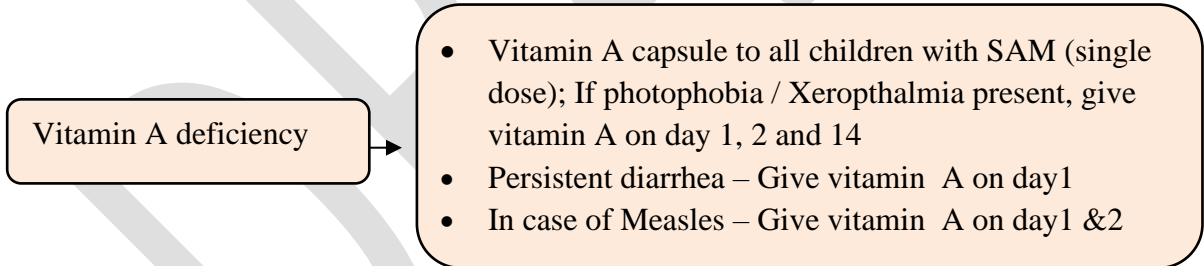 Vitamin A deficiency
• Vitamin A capsule to all children with SAM (single
dose); If photophobia / Xeropthalmia present, give
vitamin A on day 1, 2 and 14
• Persistent diarrhea – Give vitamin A on day1
• In case of Measles – Give vitamin A on day1 &2